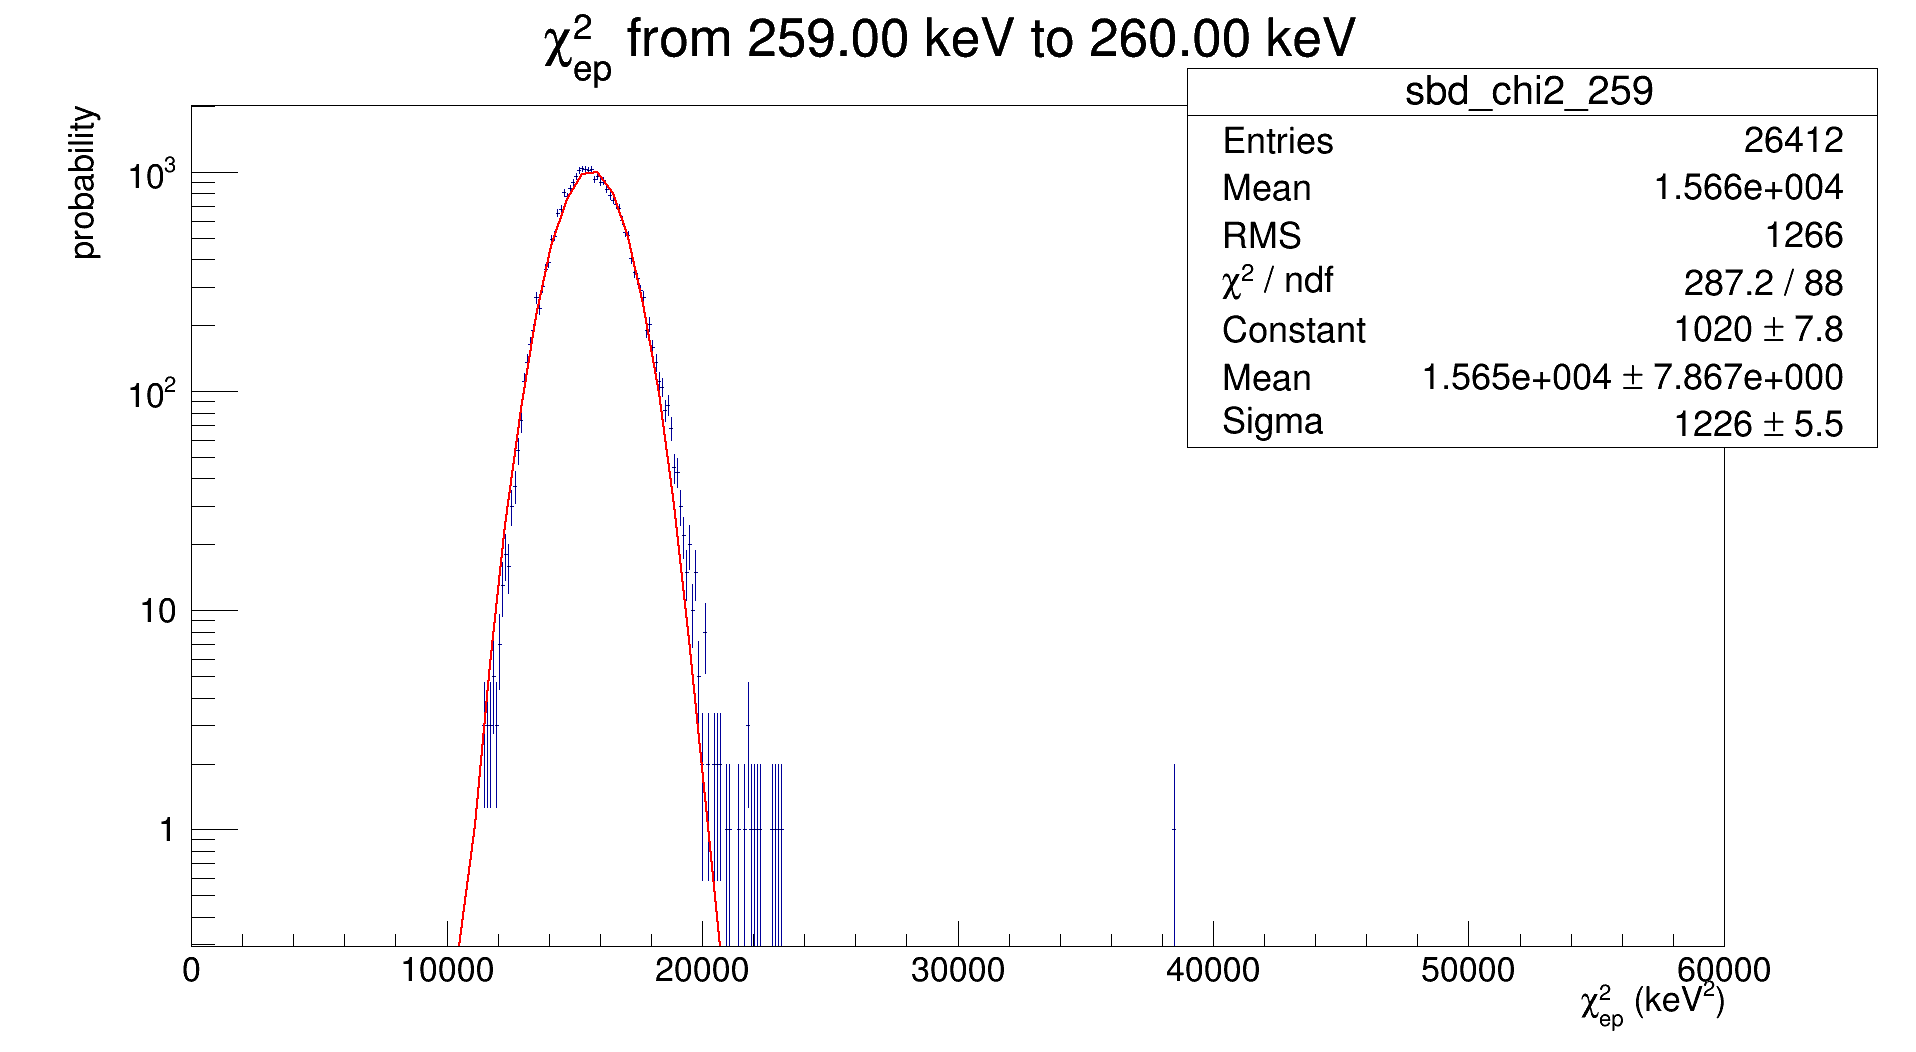 χ²ep from 259.00 keV to 260.00 keV
probability
sbd_chi2_259
Entries 26412
Mean 1.566e+004
RMS 1266
χ² / ndf 287.2 / 88
Constant 1020 ± 7.8
Mean 1.565e+004 ± 7.867e+000
Sigma 1226 ± 5.5
10³
10²
10
1
0 10000 20000 30000 40000 50000 60000
χ²ep (keV²)